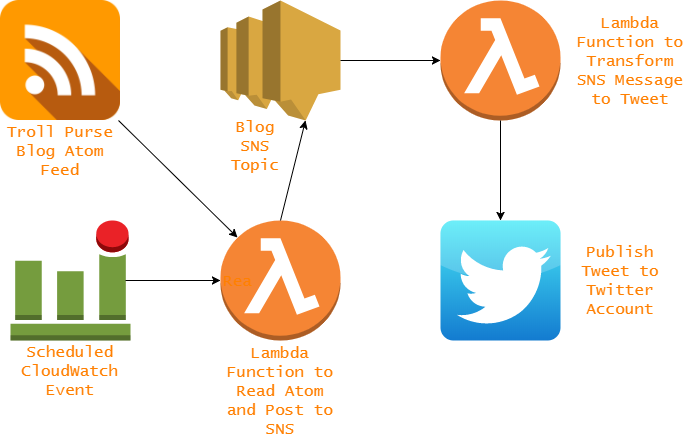 Troll Purse
Blog Atom
Feed
Blog
SNS
Topic
Lambda
Function to
Transform
SNS Message
to Tweet
Scheduled
CloudWatch
Event
Rea
Lambda
Function to
Read Atom
and Post to
SNS
Publish
Tweet to
Twitter
Account